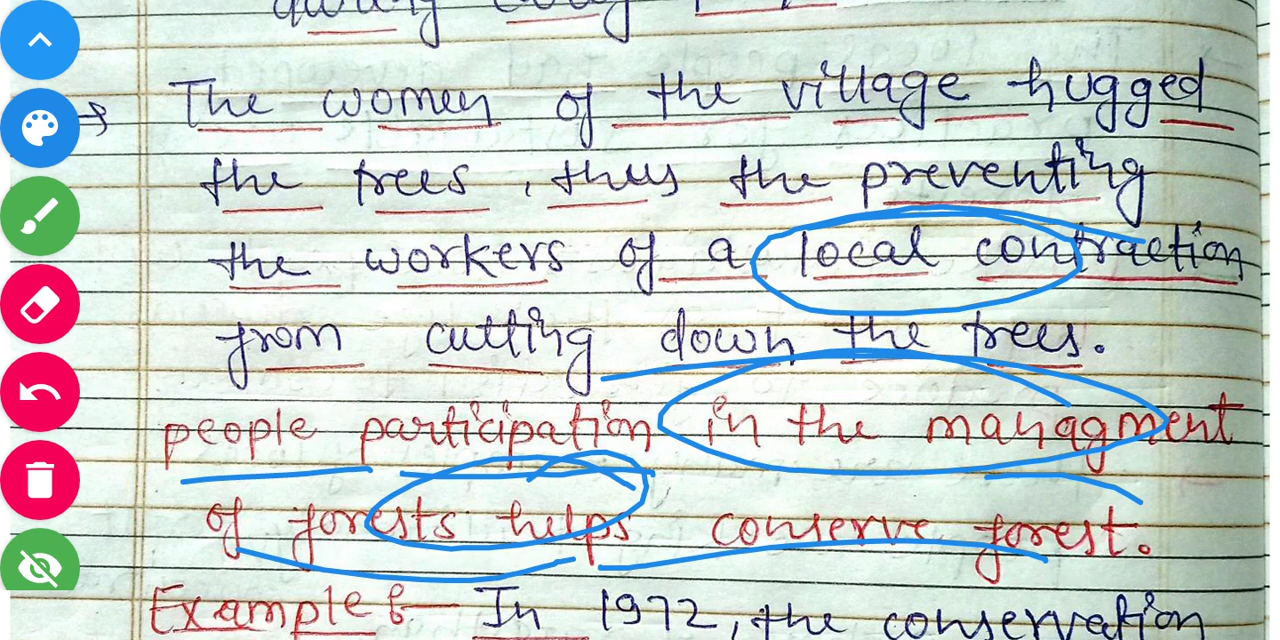 → The women of the village hugged
the trees, thus the preventing
the workers of a local contraction
from cutting down the trees.
people participation in the managment
of forests helps conserve forest.
Example :- In 1972, the conservation